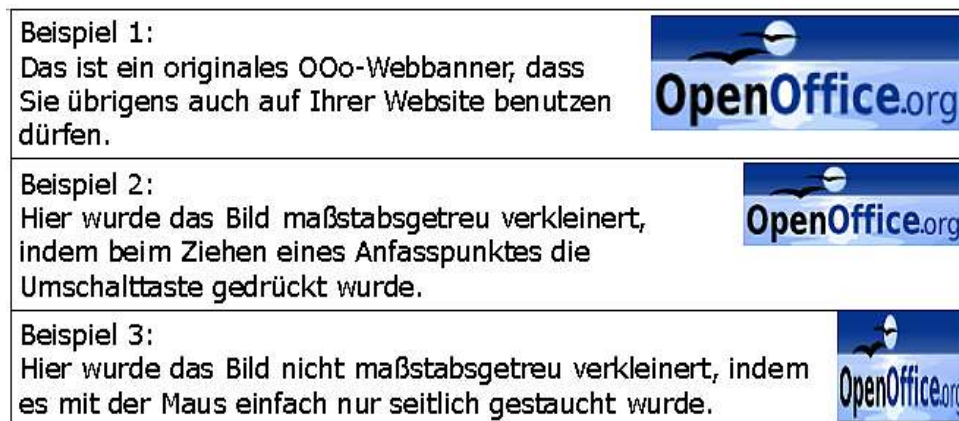 Beispiel 1:
Das ist ein originales OOo-Webbanner, dass
Sie übrigens auch auf Ihrer Website benutzen
dürfen.
OpenOffice.org
Beispiel 2:
Hier wurde das Bild maßstabsgetreu verkleinert,
indem beim Ziehen eines Anfasspunktes die
Umschalttaste gedrückt wurde.
OpenOffice.org
Beispiel 3:
Hier wurde das Bild nicht maßstabsgetreu verkleinert, indem
es mit der Maus einfach nur seitlich gestaucht wurde.
OpenOffice.org